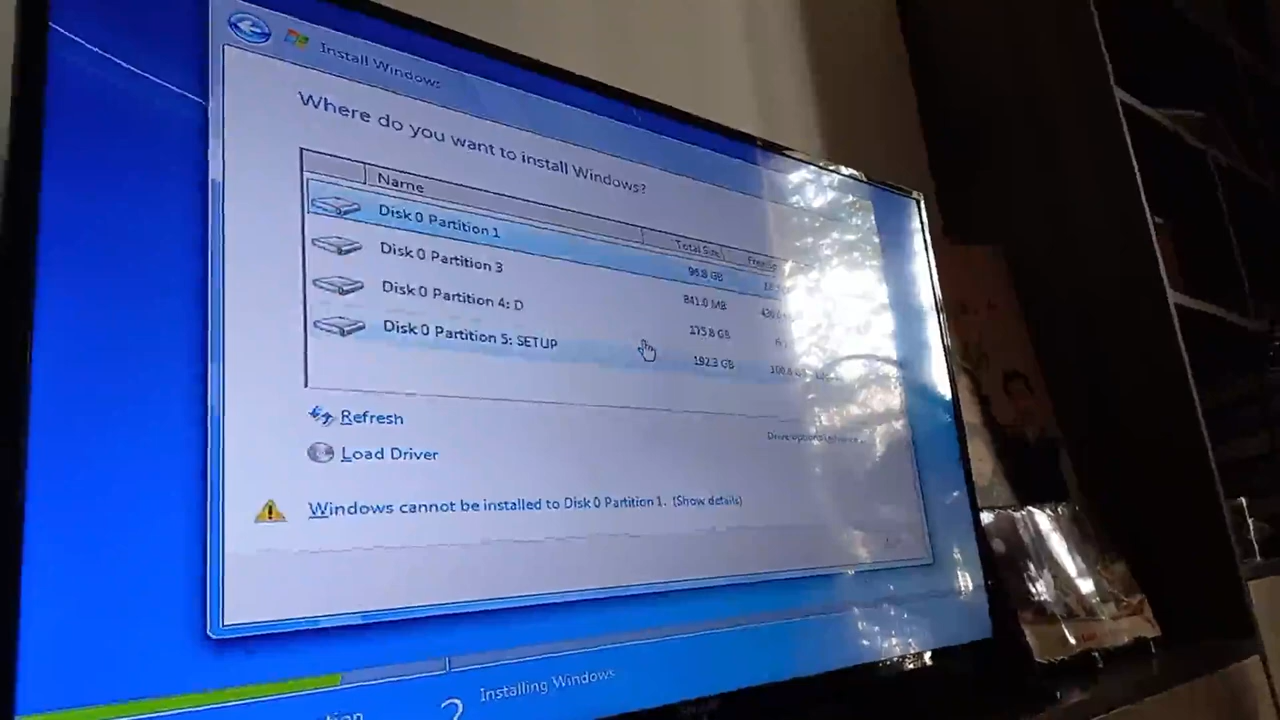 Install Windows
Where do you want to install Windows?
Name Total Size
Disk 0 Partition 1 96.8 GB
Disk 0 Partition 3 841.0 MB
Disk 0 Partition 4: D 175.8 GB
Disk 0 Partition 5: SETUP 192.3 GB
Refresh
Load Driver
Windows cannot be installed to Disk 0 Partition 1. (Show details)
2 Installing Windows